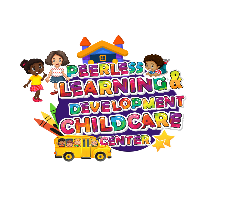 PEERLESS
LEARNING &
DEVELOPMENT
CHILDCARE
CENTER